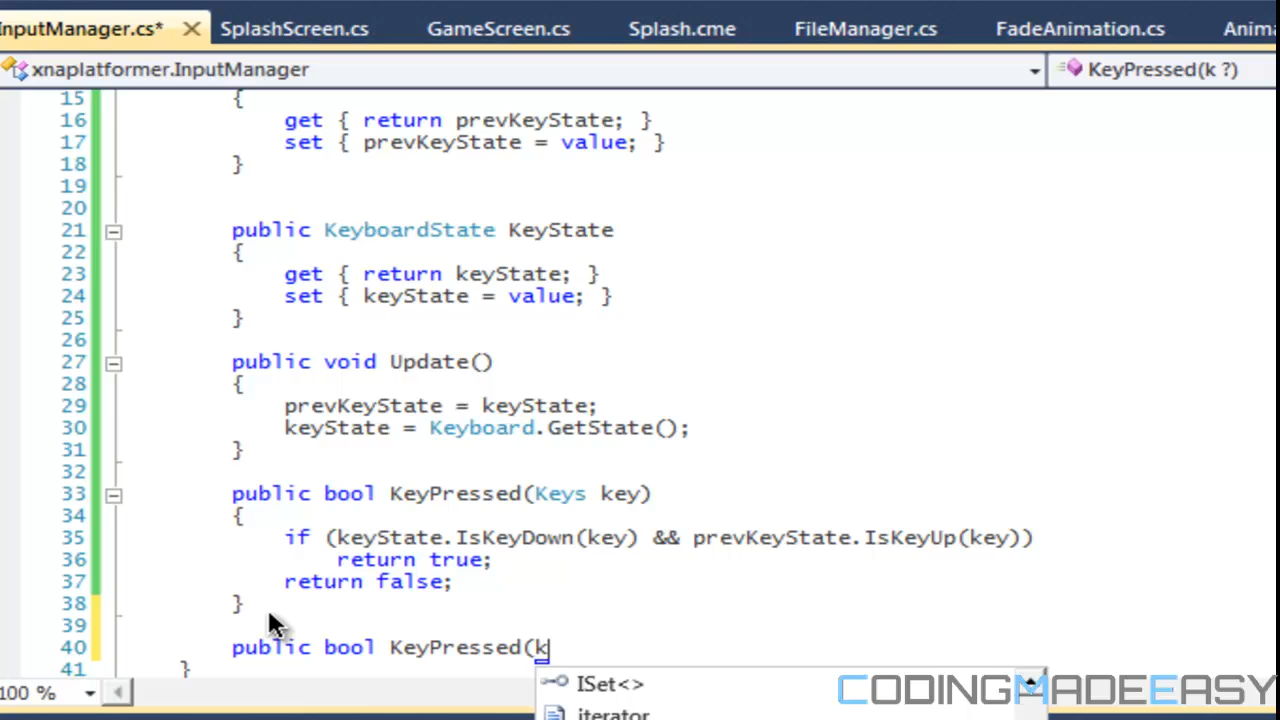 InputManager.cs* SplashScreen.cs GameScreen.cs Splash.cme FileManager.cs FadeAnimation.cs Anima
xnaplatformer.InputManager KeyPressed(k ?)
15 {
16 get { return prevKeyState; }
17 set { prevKeyState = value; }
18 }
19
20
21 public KeyboardState KeyState
22 {
23 get { return keyState; }
24 set { keyState = value; }
25 }
26
27 public void Update()
28 {
29 prevKeyState = keyState;
30 keyState = Keyboard.GetState();
31 }
32
33 public bool KeyPressed(Keys key)
34 {
35 if (keyState.IsKeyDown(key) && prevKeyState.IsKeyUp(key))
36 return true;
37 return false;
38 }
39
40 public bool KeyPressed(k
41 }
100 % ISet<>
iterator
CODINGMADEEASY